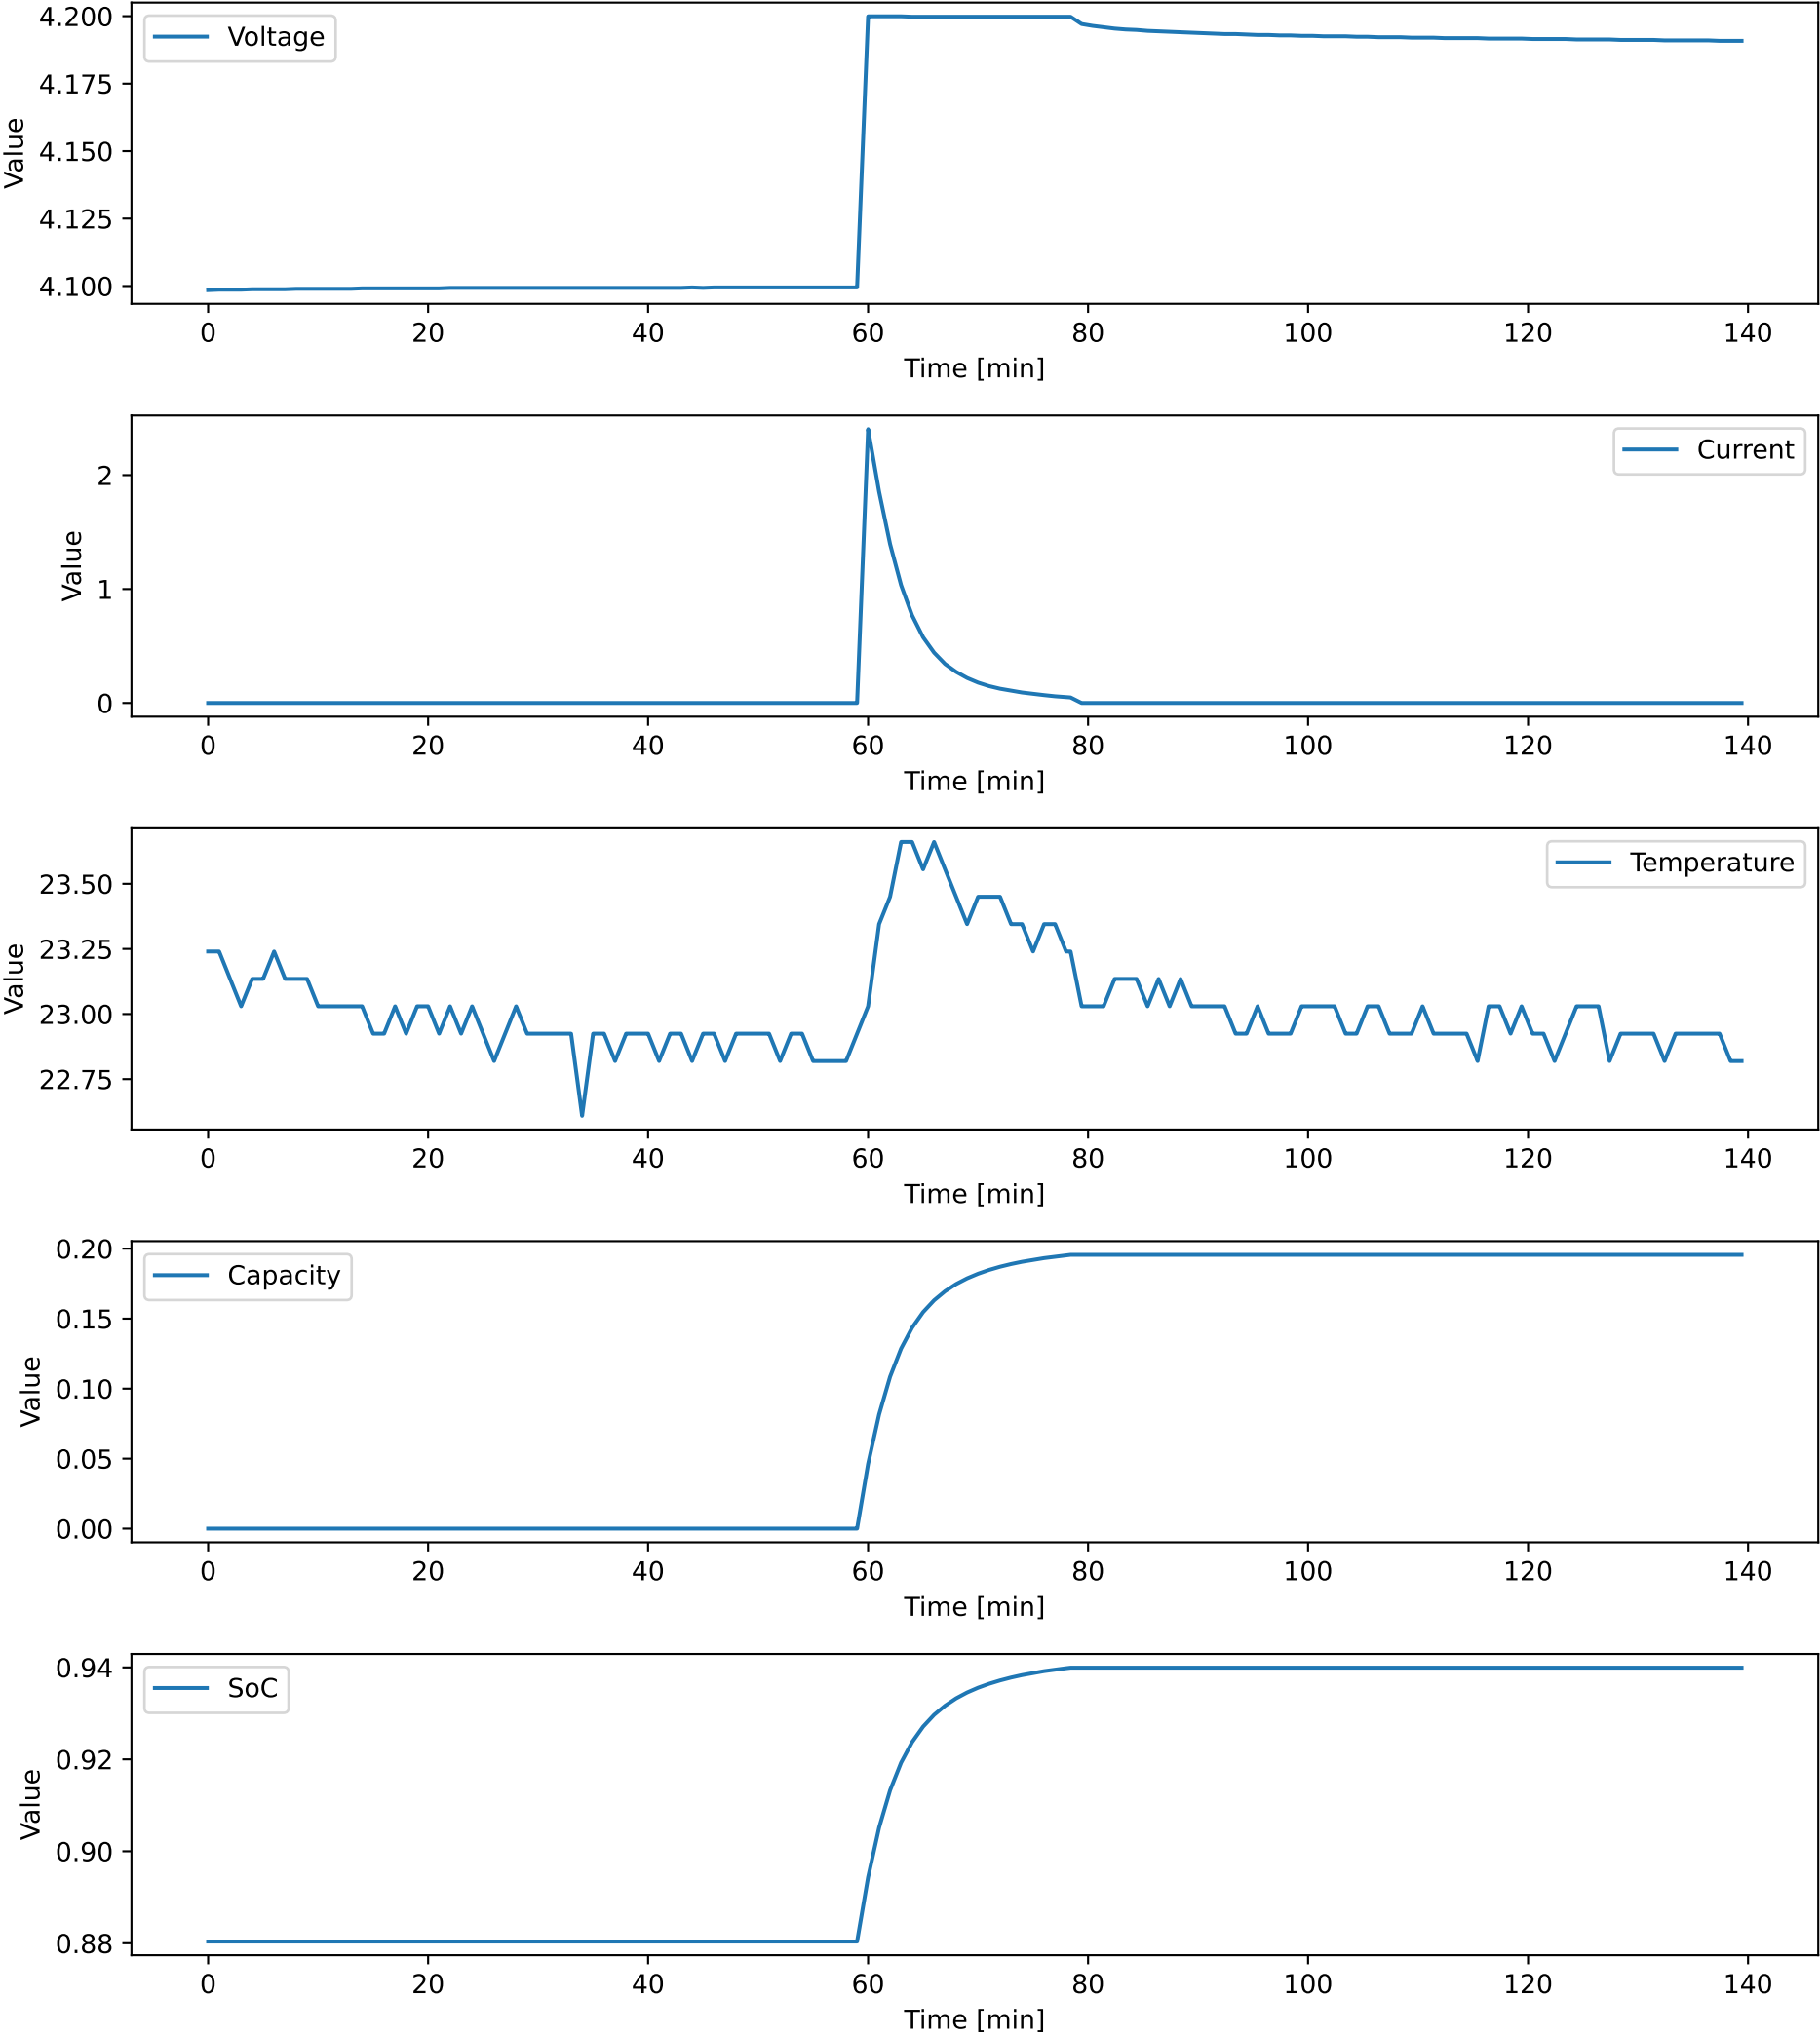 4.200
4.175
4.150
4.125
4.100
Value
Voltage
0 20 40 60 80 100 120 140
Time [min]
2
1
0
Value
Current
0 20 40 60 80 100 120 140
Time [min]
23.50
23.25
23.00
22.75
Value
Temperature
0 20 40 60 80 100 120 140
Time [min]
0.20
0.15
0.10
0.05
0.00
Value
Capacity
0 20 40 60 80 100 120 140
Time [min]
0.94
0.92
0.90
0.88
Value
SoC
0 20 40 60 80 100 120 140
Time [min]